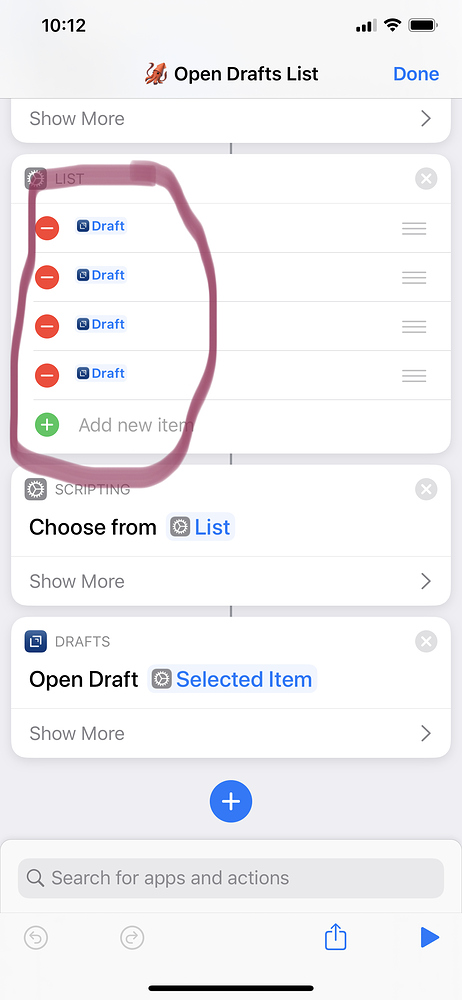 10:12
Open Drafts List
Done
Show More
LIST
Draft
Draft
Draft
Draft
Add new item
SCRIPTING
Choose from List
Show More
DRAFTS
Open Draft Selected Item
Show More
Search for apps and actions